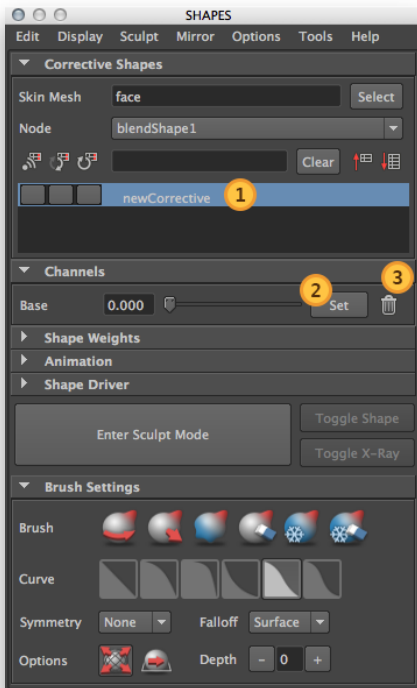 SHAPES
Edit Display Sculpt Mirror Options Tools Help
Corrective Shapes
Skin Mesh face Select
Node blendShape1
Clear
newCorrective 1
Channels 3
Base 0.000 2 Set
Shape Weights
Animation
Shape Driver
Enter Sculpt Mode Toggle Shape
Toggle X-Ray
Brush Settings
Brush
Curve
Symmetry None Falloff Surface
Options Depth - 0 +